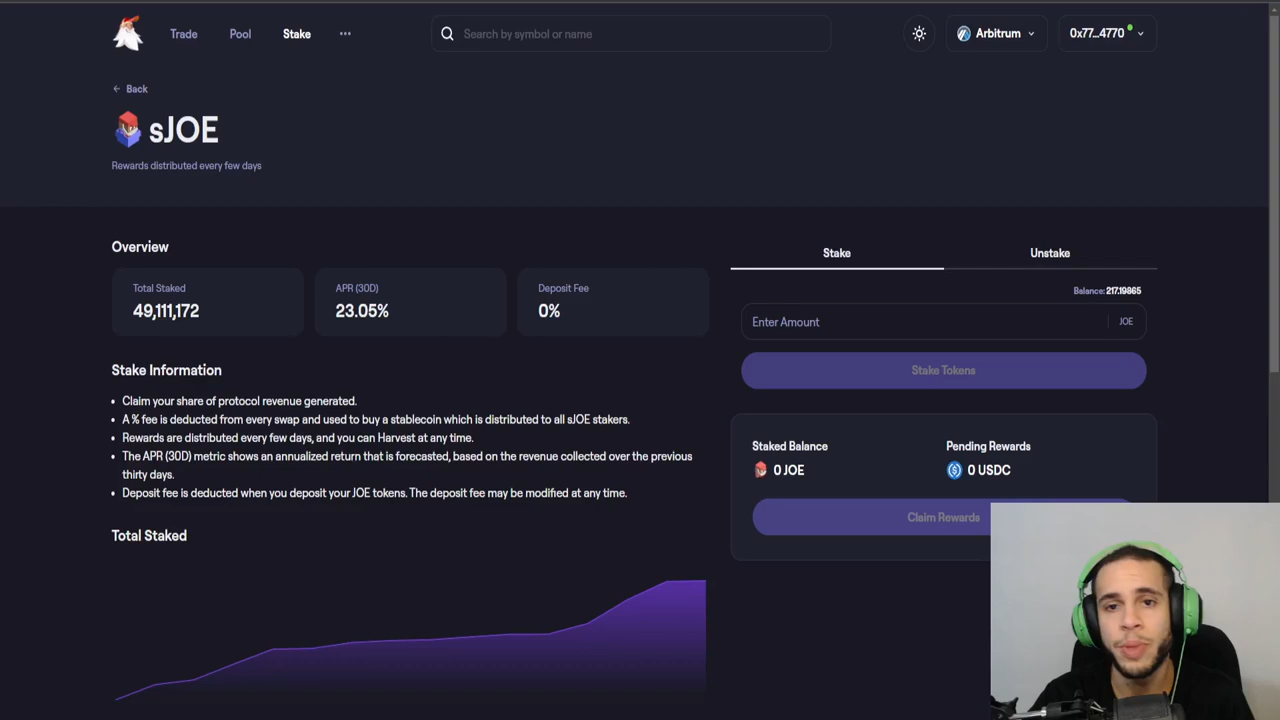 Trade
Pool
Stake
Search by symbol or name
Arbitrum
0x77...4770
Back
sJOE
Rewards distributed every few days
Overview
Total Staked
49,111,172
APR (30D)
23.05%
Deposit Fee
0%
Stake Information
• Claim your share of protocol revenue generated.
• A % fee is deducted from every swap and used to buy a stablecoin which is distributed to all sJOE stakers.
• Rewards are distributed every few days, and you can Harvest at any time.
• The APR (30D) metric shows an annualized return that is forecasted, based on the revenue collected over the previous
thirty days.
• Deposit fee is deducted when you deposit your JOE tokens. The deposit fee may be modified at any time.
Total Staked
Stake
Unstake
Balance: 217.19865
Enter Amount
JOE
Stake Tokens
Staked Balance
0 JOE
Pending Rewards
0 USDC
Claim Rewards